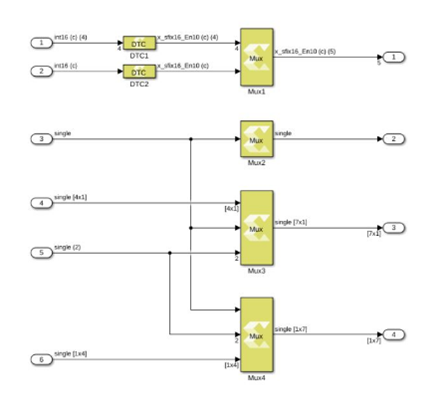 1
int16 (c) (4)
4
DTC
DTC1
x_sfix16_En10 (c) (4)
4
2
int16 (c)
DTC
DTC2
x_sfix16_En10 (c)
Mux
Mux1
x_sfix16_En10 (c) (5)
5
1
3
single
Mux
Mux2
single
2
4
single [4x1]
[4x1]
5
single (2)
2
Mux
Mux3
single [7x1]
[7x1]
3
6
single [1x4]
2
[1x4]
Mux
Mux4
single [1x7]
[1x7]
4